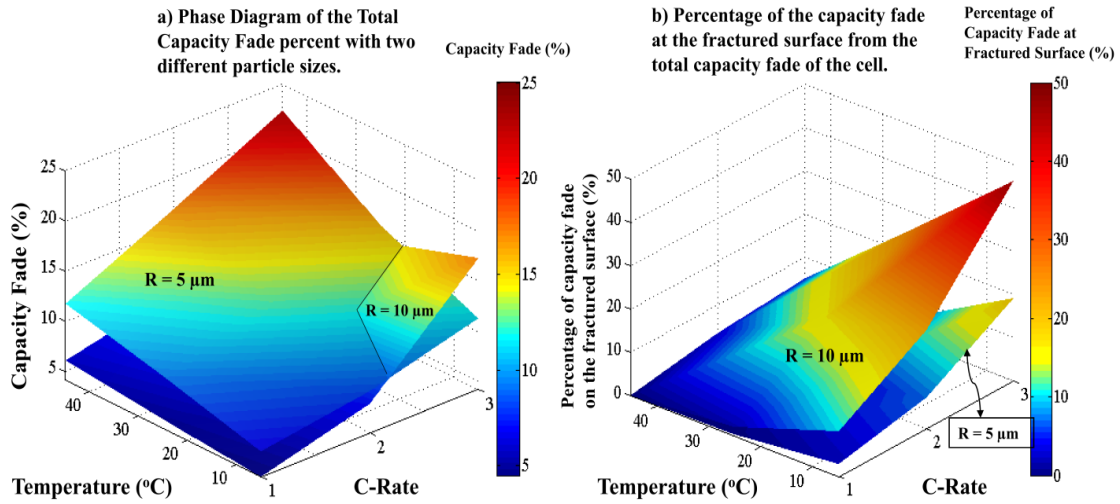 a) Phase Diagram of the Total
Capacity Fade percent with two
different particle sizes.
Capacity Fade (%)
25
20
15
10
5
Capacity Fade (%)
25
20
15
10
5
R = 5 µm
R = 10 µm
40
30
20
10
Temperature (ºC)
1
2
3
C-Rate
b) Percentage of the capacity fade
at the fractured surface from the
total capacity fade of the cell.
Percentage of
Capacity Fade at
Fractured Surface (%)
50
40
30
20
10
0
Percentage of capacity fade
on the fractured surface (%)
50
40
30
20
10
0
R = 10 µm
R = 5 µm
40
30
20
10
Temperature (ºC)
1
2
3
C-Rate